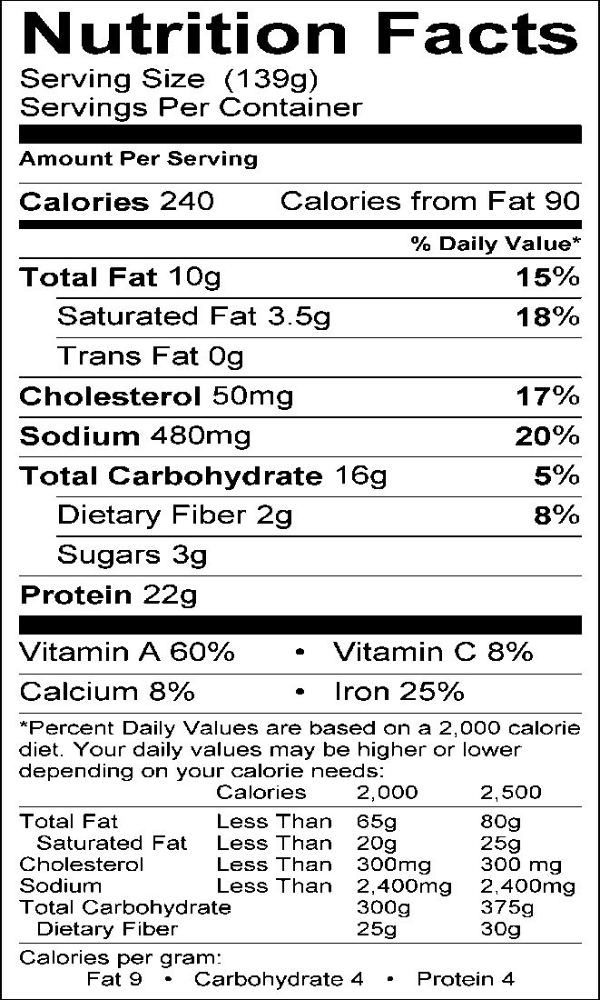 Nutrition Facts
Serving Size (139g)
Servings Per Container
Amount Per Serving
Calories 240 Calories from Fat 90
% Daily Value*
Total Fat 10g 15%
Saturated Fat 3.5g 18%
Trans Fat 0g
Cholesterol 50mg 17%
Sodium 480mg 20%
Total Carbohydrate 16g 5%
Dietary Fiber 2g 8%
Sugars 3g
Protein 22g
Vitamin A 60% • Vitamin C 8%
Calcium 8% • Iron 25%
*Percent Daily Values are based on a 2,000 calorie
diet. Your daily values may be higher or lower
depending on your calorie needs:
Calories 2,000 2,500
Total Fat Less Than 65g 80g
Saturated Fat Less Than 20g 25g
Cholesterol Less Than 300mg 300 mg
Sodium Less Than 2,400mg 2,400mg
Total Carbohydrate 300g 375g
Dietary Fiber 25g 30g
Calories per gram:
Fat 9 • Carbohydrate 4 • Protein 4